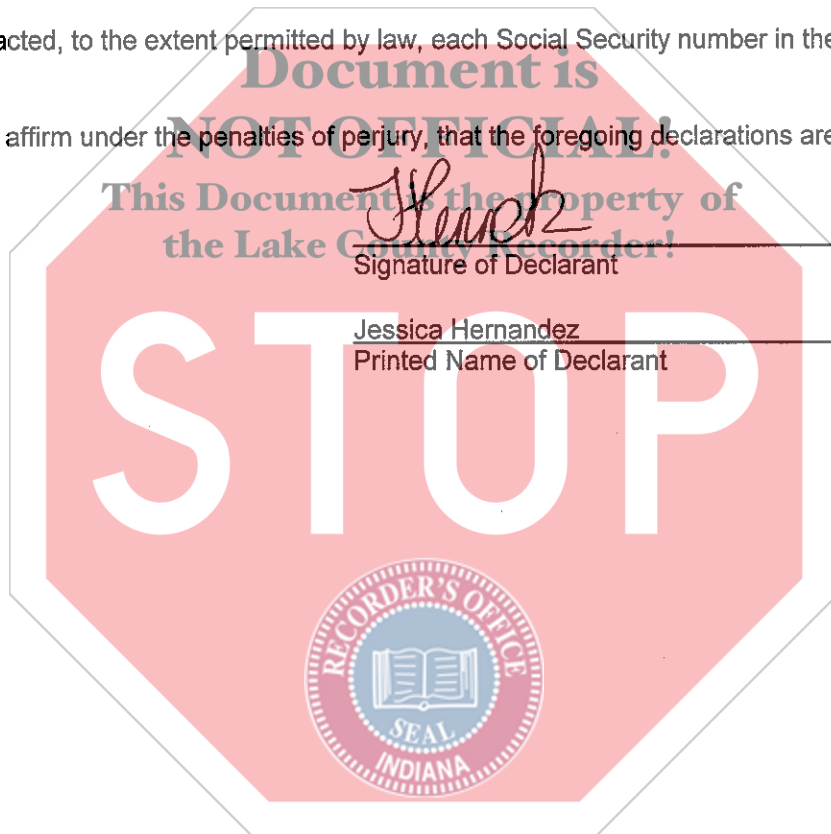 acted, to the extent permitted by law, each Social Security number in the
Document is
affirm under the penalties of perjury, that the foregoing declarations are
NOT OFFICIAL!
This Document is the property of
the Lake County Recorder!
Signature of Declarant
Jessica Hernandez
Printed Name of Declarant
STOP
RECORDER'S OFFICE
SEAL
INDIANA